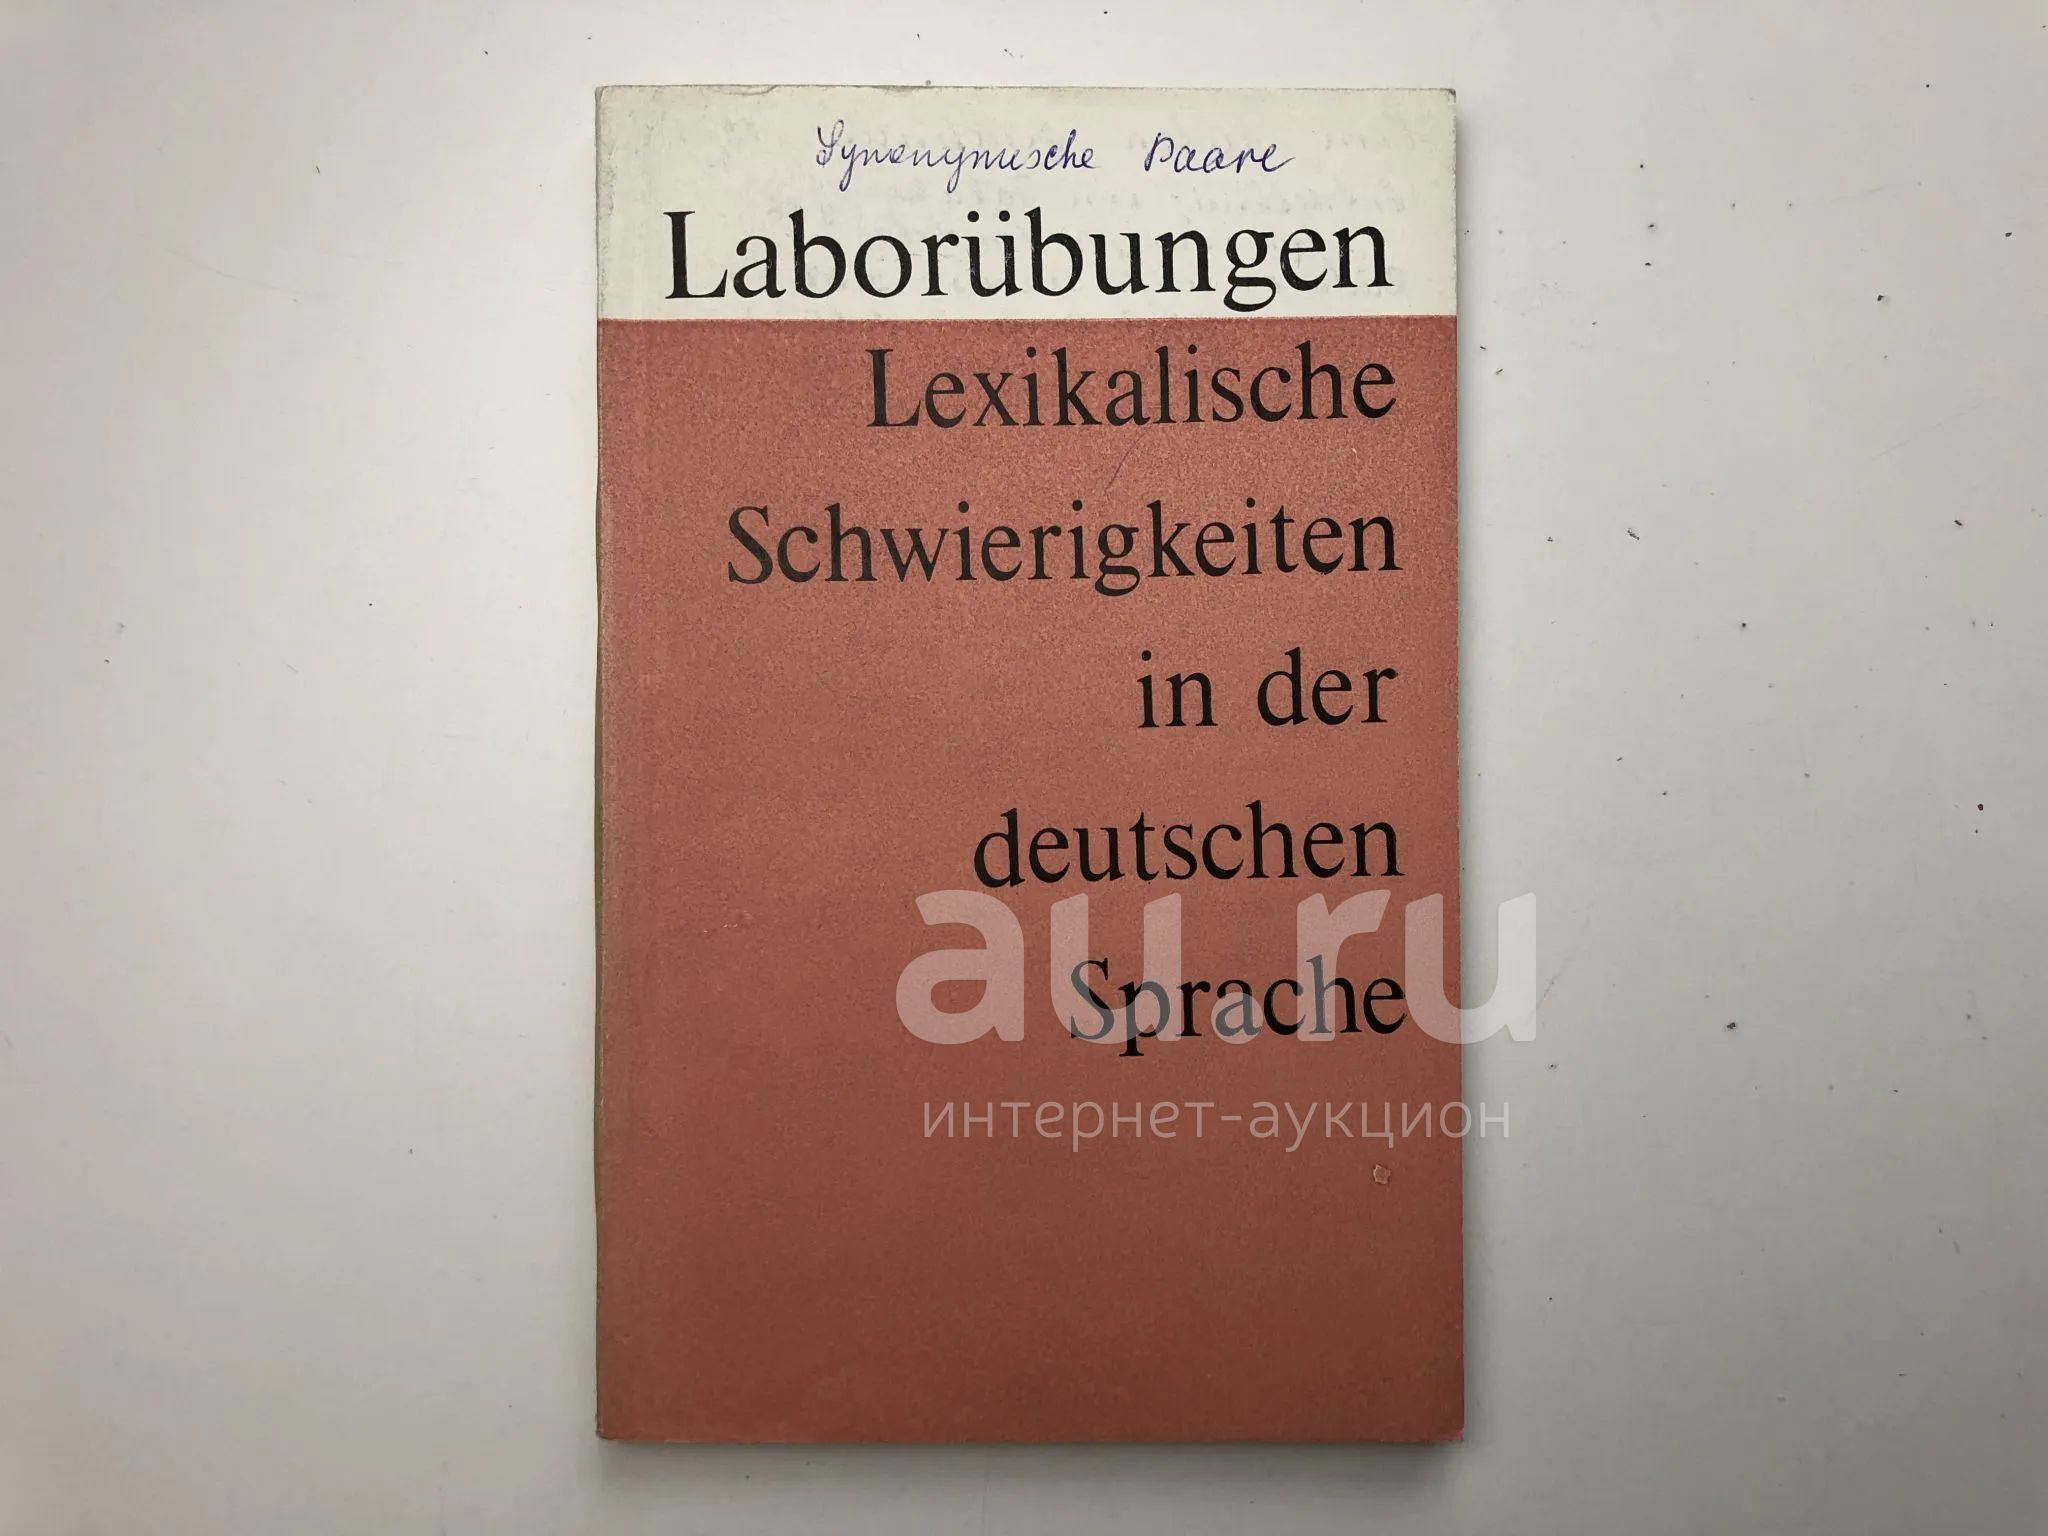 Synonymische Paare
Laborübungen
Lexikalische
Schwierigkeiten
in der
deutschen
Sprache
au.ru
интернет-аукцион